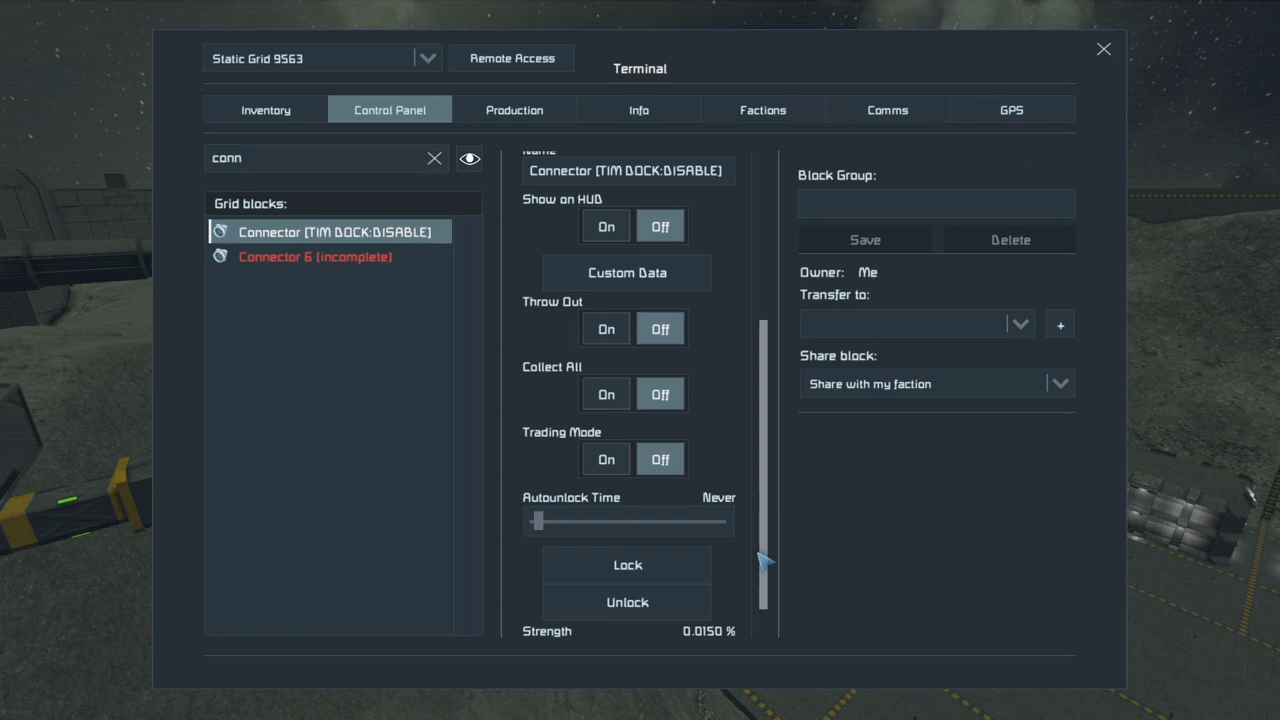 Static Grid 9563
Remote Access
Terminal
Inventory
Control Panel
Production
Info
Factions
Comms
GPS
conn
Grid blocks:
Connector [TIM DOCK:DISABLE]
Connector 6 (incomplete)
Name
Connector [TIM DOCK:DISABLE]
Show on HUD
On Off
Custom Data
Throw Out
On Off
Collect All
On Off
Trading Mode
On Off
Autounlock Time Never
Lock
Unlock
Strength 0.0150 %
Block Group:
Save Delete
Owner: Me
Transfer to:
+
Share block:
Share with my faction